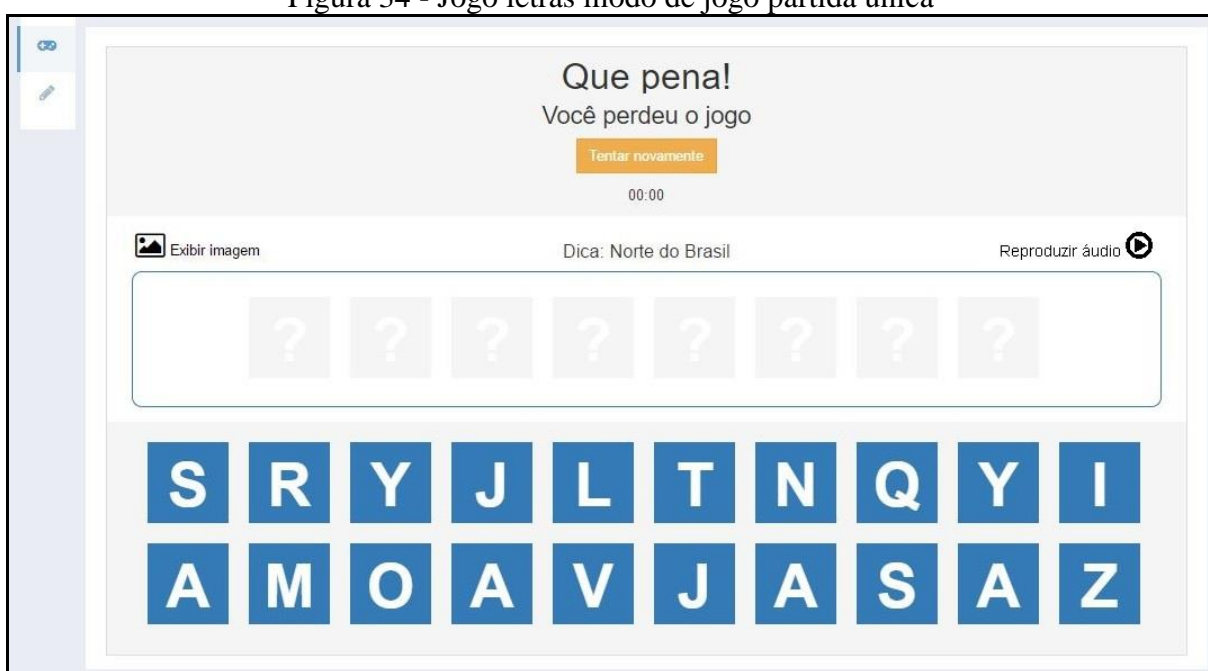 Figura 34 - Jogo letras modo de jogo partida única
Que pena!
Você perdeu o jogo
Tentar novamente
00:00
Exibir imagem Dica: Norte do Brasil Reproduzir áudio
? ? ? ? ? ? ? ?
S R Y J L T N Q Y I
A M O A V J A S A Z